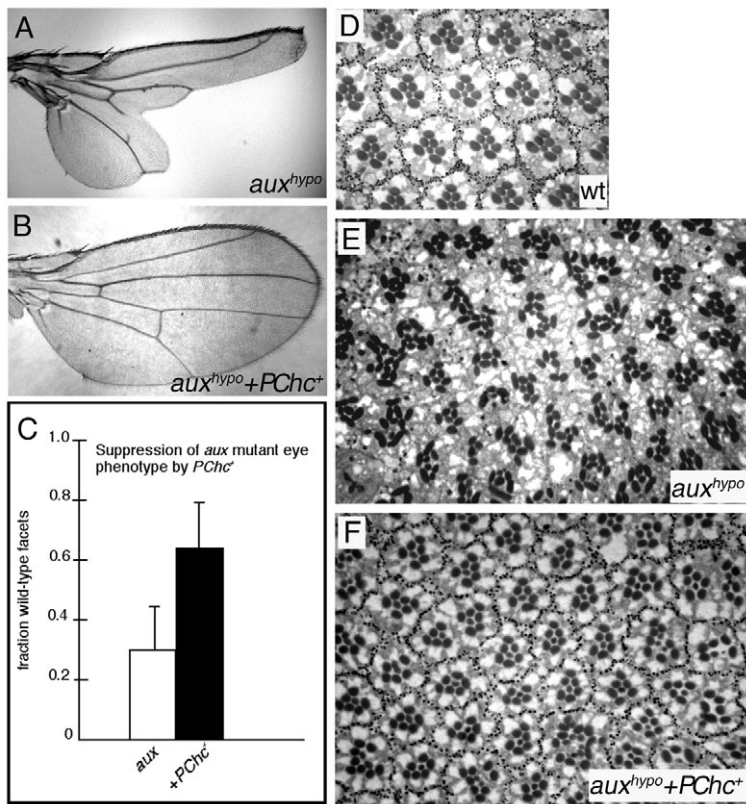 A
aux^hypo
B
aux^hypo+PChc^+
C
Suppression of aux mutant eye
phenotype by PChc^+
fraction wild-type facets
1.0
0.8
0.6
0.4
0.2
0
aux
+PChc^+
D
wt
E
aux^hypo
F
aux^hypo+PChc^+